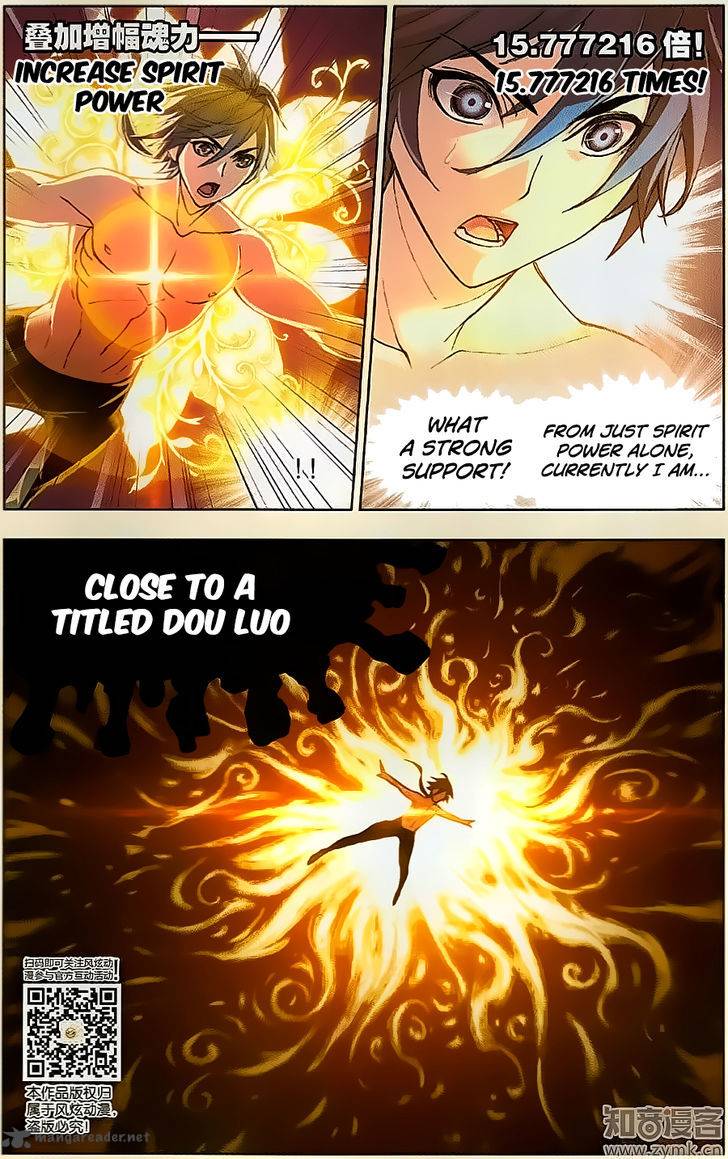 叠加增幅魂力——
INCREASE SPIRIT
POWER
!!
15.777216 倍!
15.777216 TIMES!
WHAT
A STRONG
SUPPORT!
FROM JUST SPIRIT
POWER ALONE,
CURRENTLY I AM...
CLOSE TO A
TITLED DOU LUO
扫码即可关注风炫动
漫参与官方互动活动!
本作品版权归
属于风炫动漫,
盗版必究!
mangareader.net
知音漫客
www.zymk.cn